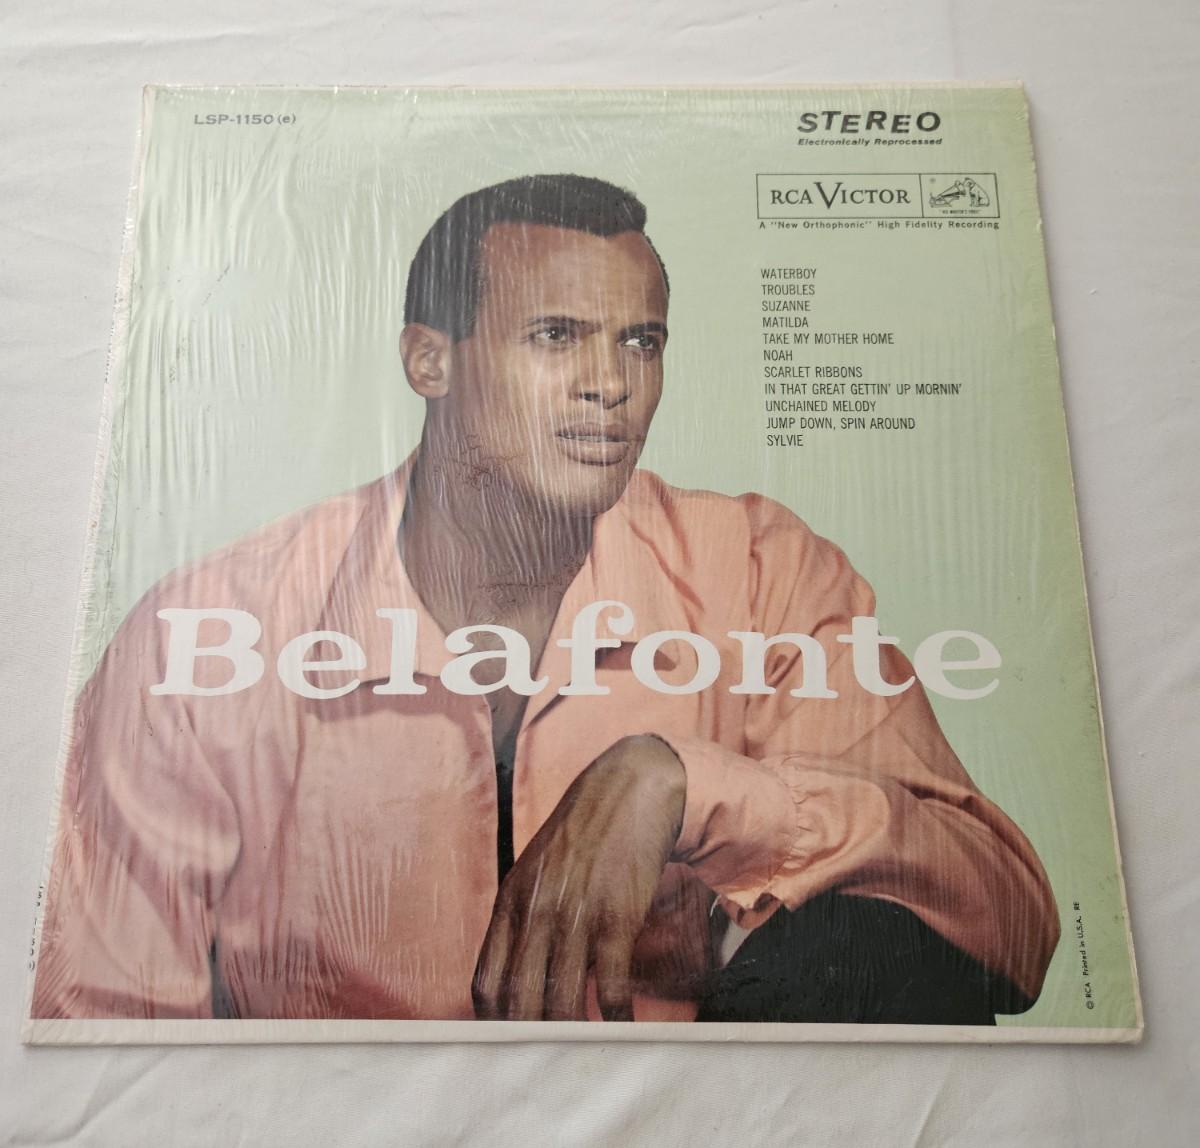 LSP-1150 (e)
STEREO
Electronically Reprocessed
RCA VICTOR
"HIS MASTER'S VOICE"
A "New Orthophonic" High Fidelity Recording
WATERBOY
TROUBLES
SUZANNE
MATILDA
TAKE MY MOTHER HOME
NOAH
SCARLET RIBBONS
IN THAT GREAT GETTIN' UP MORNIN'
UNCHAINED MELODY
JUMP DOWN, SPIN AROUND
SYLVIE
Belafonte
© RCA Printed in U.S.A. RE